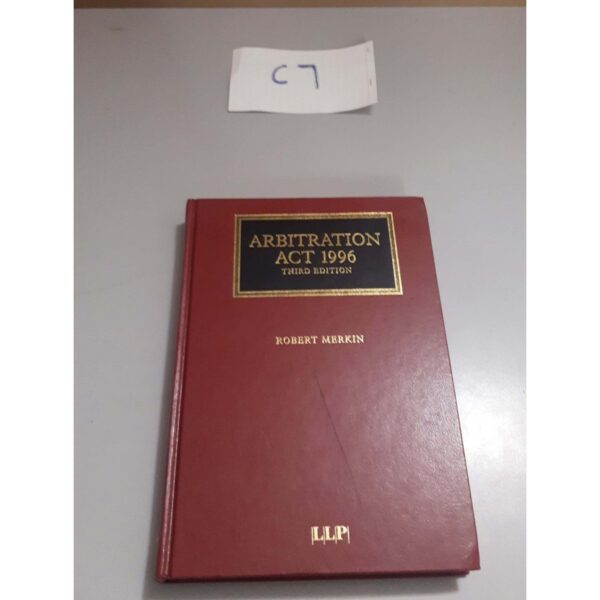 C7
ARBITRATION
ACT 1996
THIRD EDITION
ROBERT MERKIN
LLP